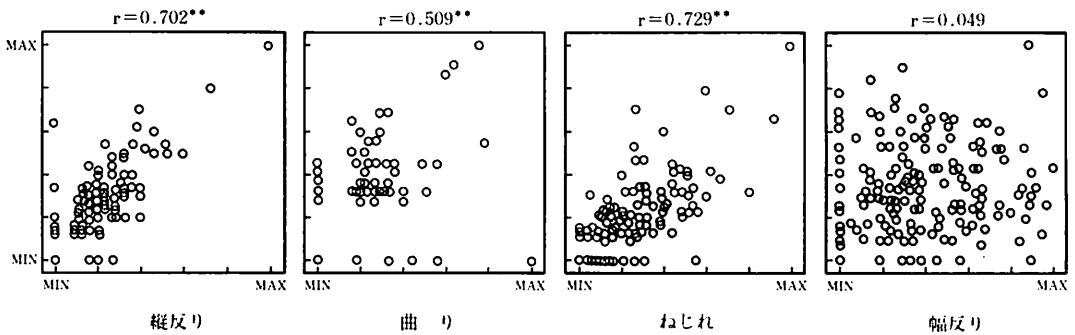 r=0.702** r=0.509** r=0.729** r=0.049
MAX
MIN
MIN MAX MIN MAX MIN MAX MIN MAX
縦反り 曲り ねじれ 幅反り